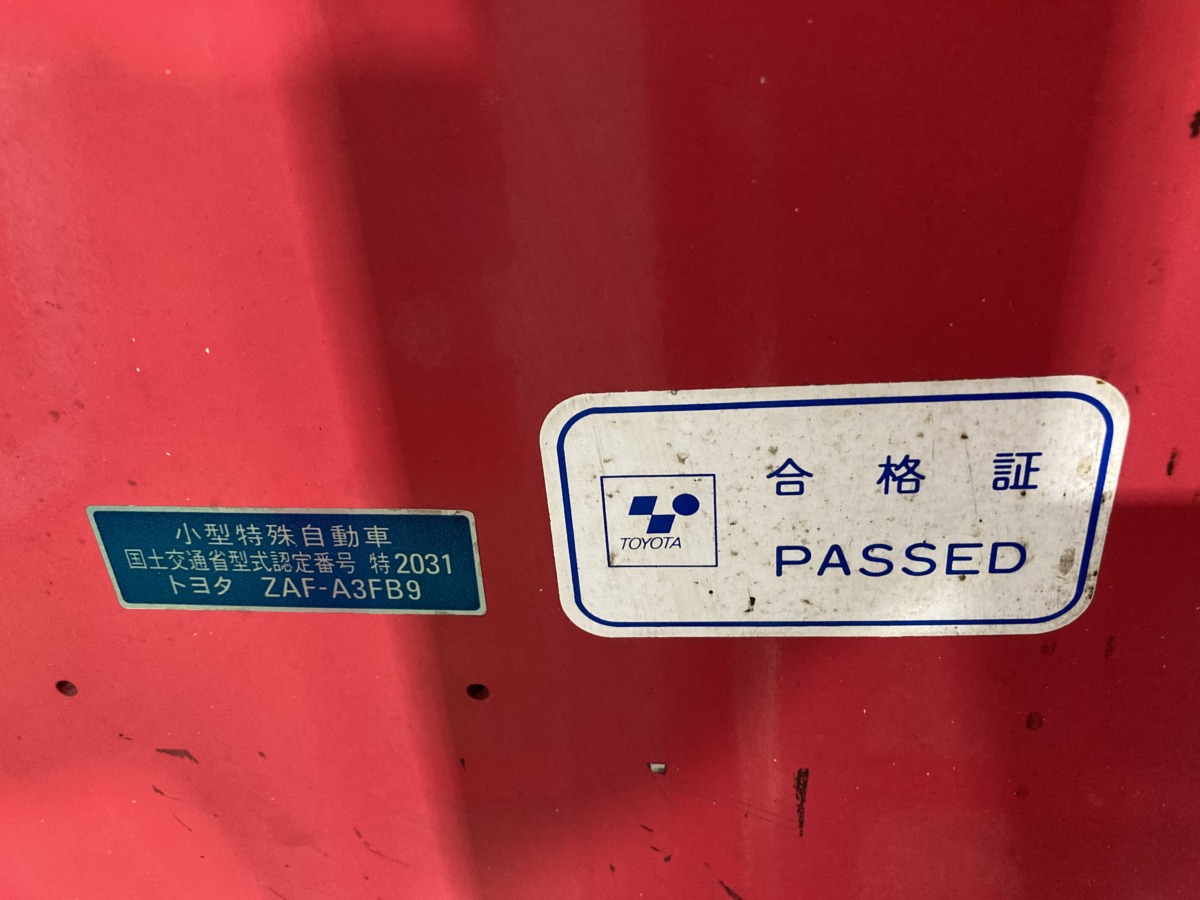 小型特殊自動車
国土交通省型式認定番号 特2031
トヨタ ZAF-A3FB9
合格証
TOYOTA
PASSED